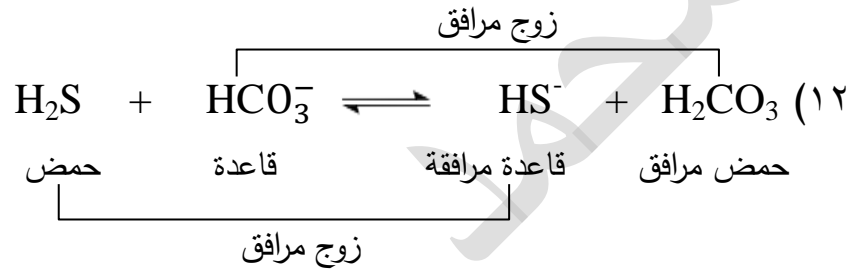 زوج مرافق
H₂S + HCO₃⁻ ⇌ HS⁻ + H₂CO₃ (١٢
حمض قاعدة قاعدة مرافقة حمض مرافق
زوج مرافق